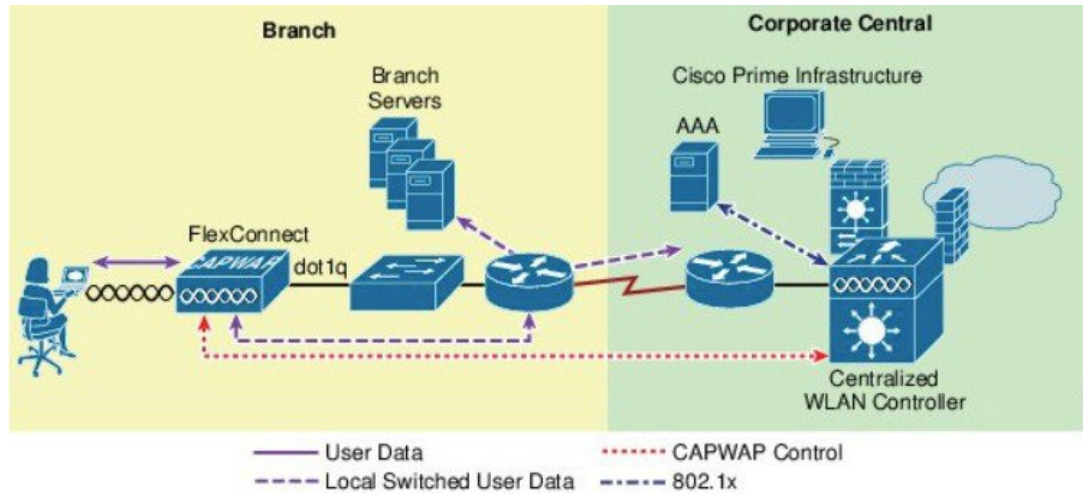 Branch
Corporate Central
Branch
Servers
Cisco Prime Infrastructure
AAA
FlexConnect
CAPWAP
dot1q
Centralized
WLAN Controller
User Data
CAPWAP Control
Local Switched User Data
802.1x